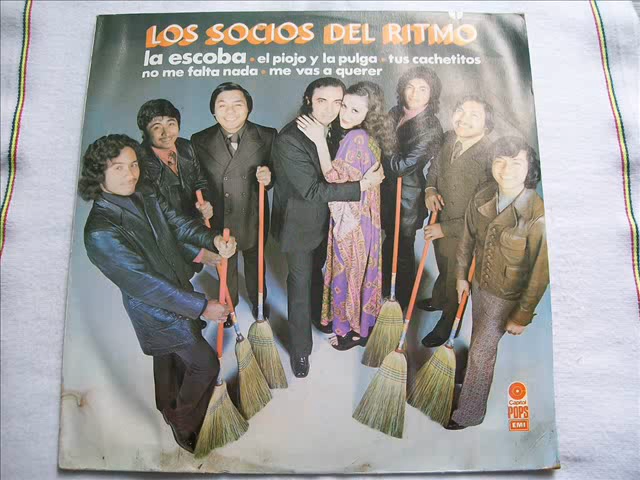 LOS SOCIOS DEL RITMO
la escoba • el piojo y la pulga • tus cachetitos
no me falta nada • me vas a querer
Capitol
POPS
EMI